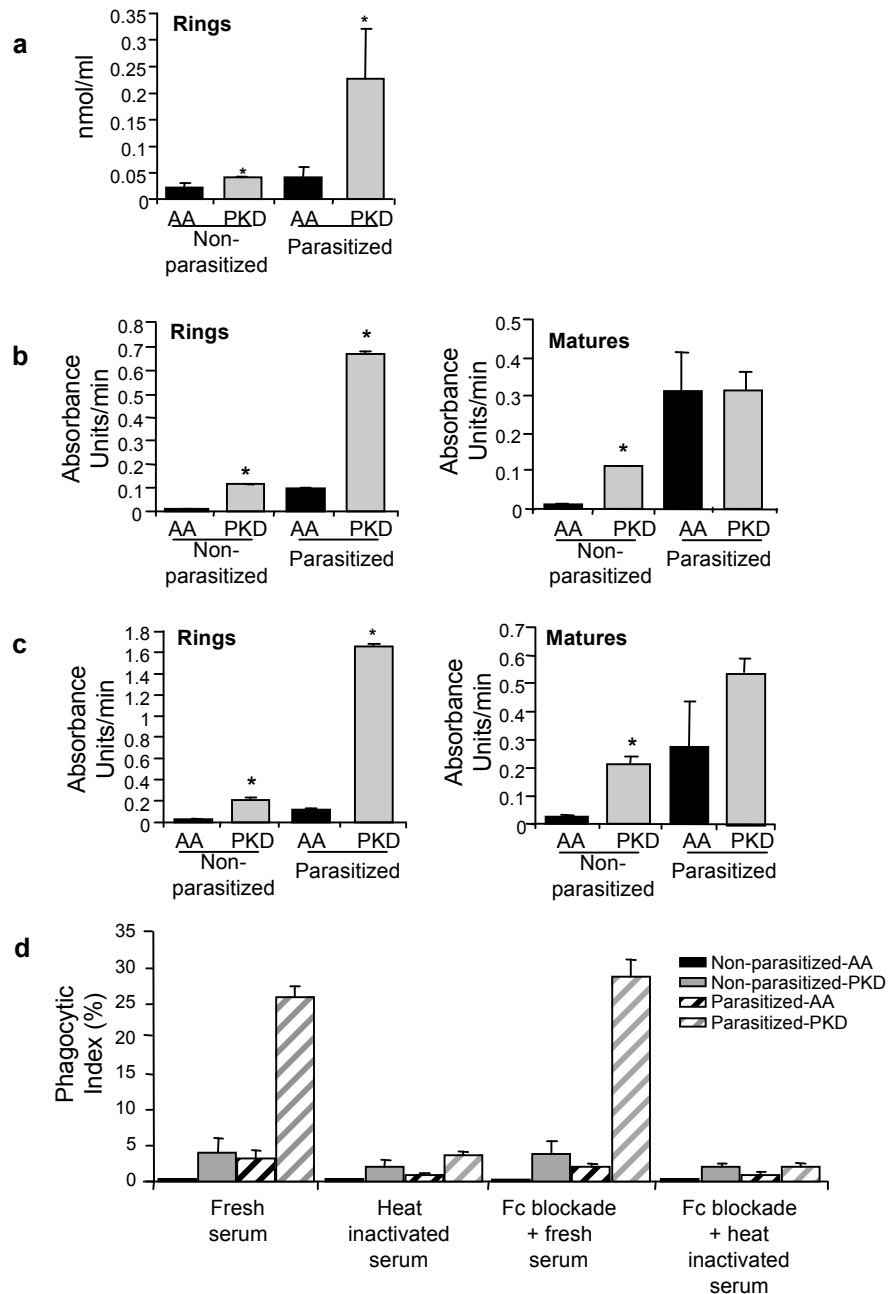 a
Rings
nmol/ml
0.35
0.3
0.25
0.2
0.15
0.1
0.05
0
*
*
AA PKD AA PKD
Non-
parasitized
Parasitized
b
Rings
Absorbance
Units/min
0.8
0.7
0.6
0.5
0.4
0.3
0.2
0.1
0
*
*
AA PKD AA PKD
Non-
parasitized
Parasitized
Matures
Absorbance
Units/min
0.5
0.4
0.3
0.1
0
*
AA PKD AA PKD
Non-
parasitized
Parasitized
c
Rings
Absorbance
Units/min
1.8
1.6
1.4
1.2
1
0.8
0.6
0.4
0.2
0
*
*
AA PKD AA PKD
Non-
parasitized
Parasitized
Matures
Absorbance
Units/min
0.7
0.6
0.5
0.4
0.3
0.2
0.1
0
*
AA PKD AA PKD
Non-
parasitized
Parasitized
d
Phagocytic
Index (%)
35
30
25
20
15
10
5
0
Non-parasitized-AA
Non-parasitized-PKD
Parasitized-AA
Parasitized-PKD
Fresh
serum
Heat
inactivated
serum
Fc blockade
+ fresh
serum
Fc blockade
+ heat
inactivated
serum